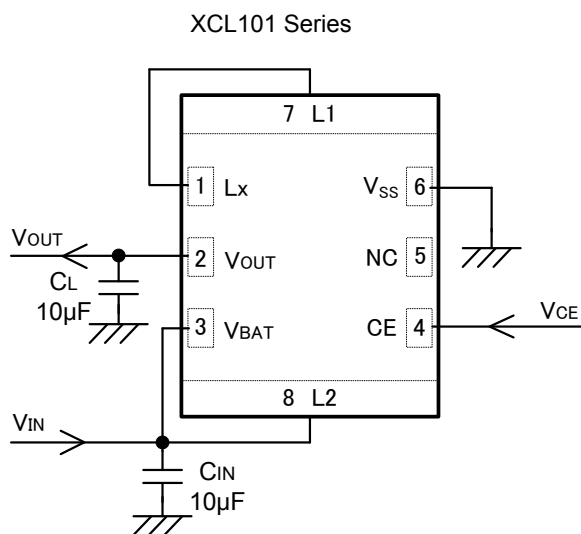 XCL101 Series
7 L1
1 Lx
VSS 6
VOUT
2 VOUT
NC 5
CL
10μF
3 VBAT
CE 4
VCE
8 L2
VIN
CIN
10μF